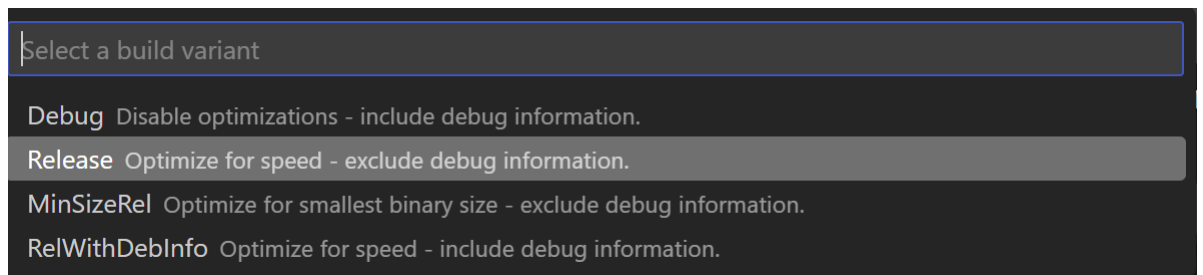 Select a build variant
Debug Disable optimizations - include debug information.
Release Optimize for speed - exclude debug information.
MinSizeRel Optimize for smallest binary size - exclude debug information.
RelWithDebInfo Optimize for speed - include debug information.